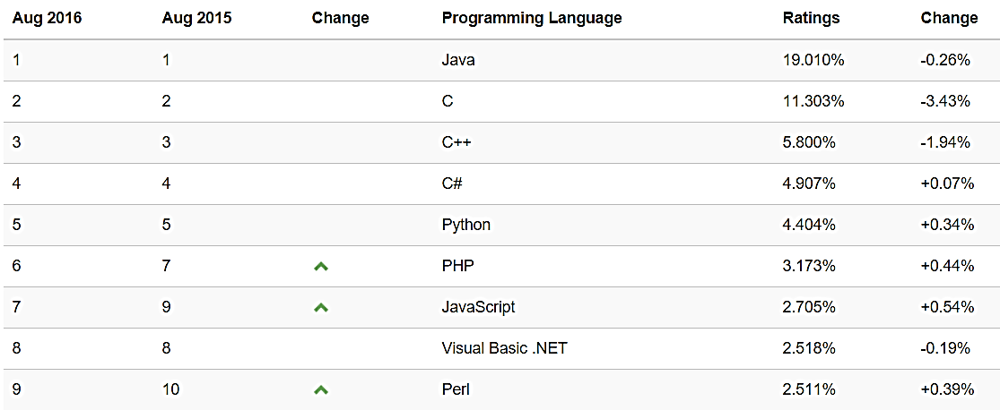 Aug 2016 Aug 2015 Change Programming Language Ratings Change
1 1 Java 19.010% -0.26%
2 2 C 11.303% -3.43%
3 3 C++ 5.800% -1.94%
4 4 C# 4.907% +0.07%
5 5 Python 4.404% +0.34%
6 7 PHP 3.173% +0.44%
7 9 JavaScript 2.705% +0.54%
8 8 Visual Basic .NET 2.518% -0.19%
9 10 Perl 2.511% +0.39%